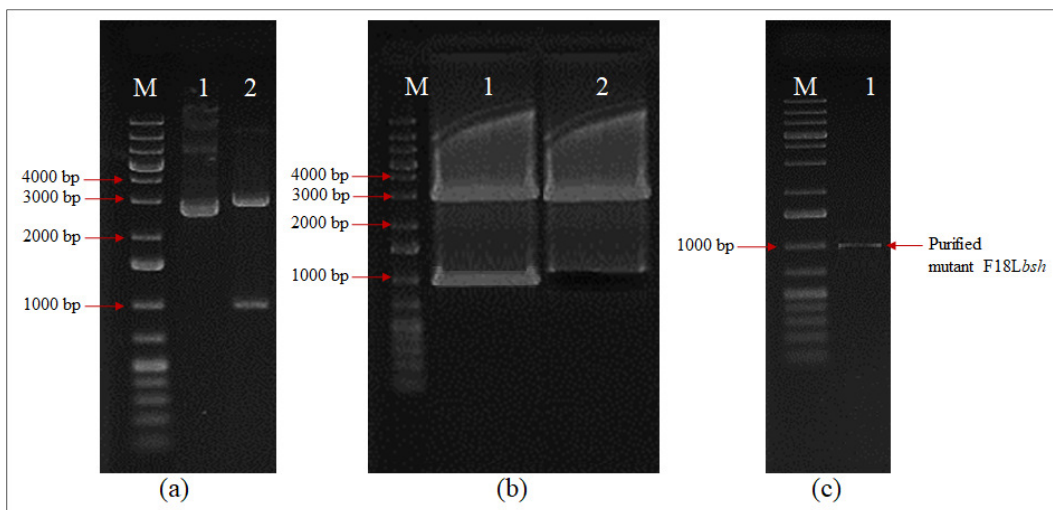 M 1 2
4000 bp
3000 bp
2000 bp
1000 bp
(a)
M 1 2
4000 bp
3000 bp
2000 bp
1000 bp
(b)
M 1
1000 bp
Purified
mutant F18Lbsh
(c)